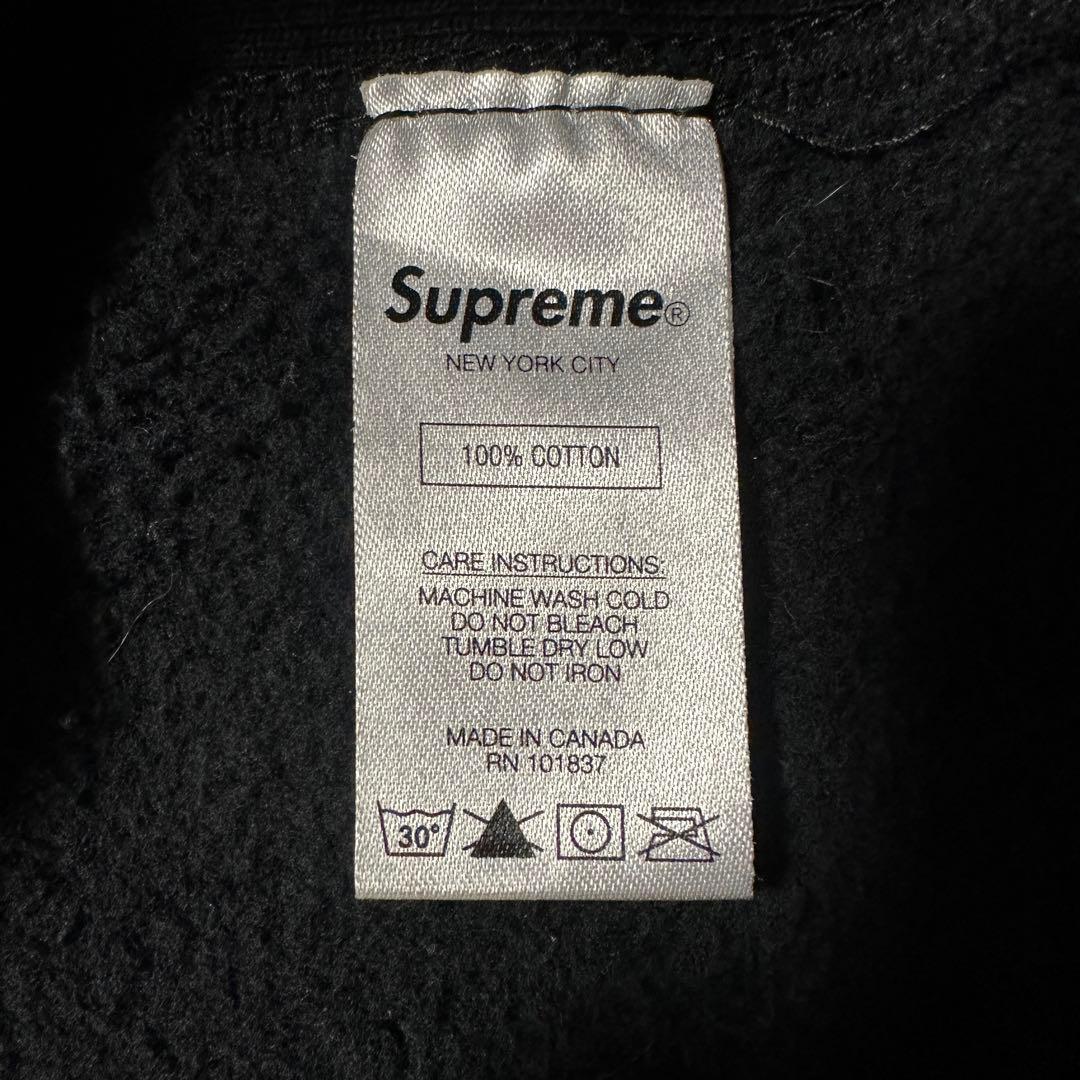 Supreme®
NEW YORK CITY
100% COTTON
CARE INSTRUCTIONS:
MACHINE WASH COLD
DO NOT BLEACH
TUMBLE DRY LOW
DO NOT IRON
MADE IN CANADA
RN 101837
30°